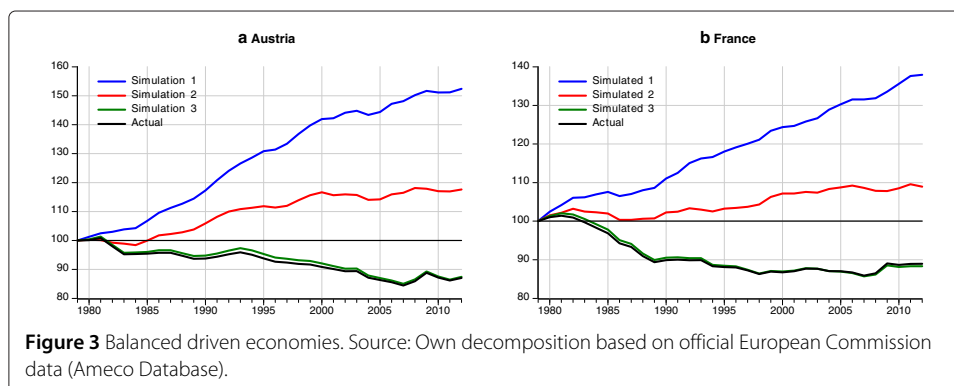 a Austria
160
150
140
130
120
110
100
90
80
Simulation 1
Simulation 2
Simulation 3
Actual
1980 1985 1990 1995 2000 2005 2010
b France
140
130
120
110
100
90
80
Simulated 1
Simulated 2
Simulated 3
Actual
1980 1985 1990 1995 2000 2005 2010
Figure 3 Balanced driven economies. Source: Own decomposition based on official European Commission
data (Ameco Database).